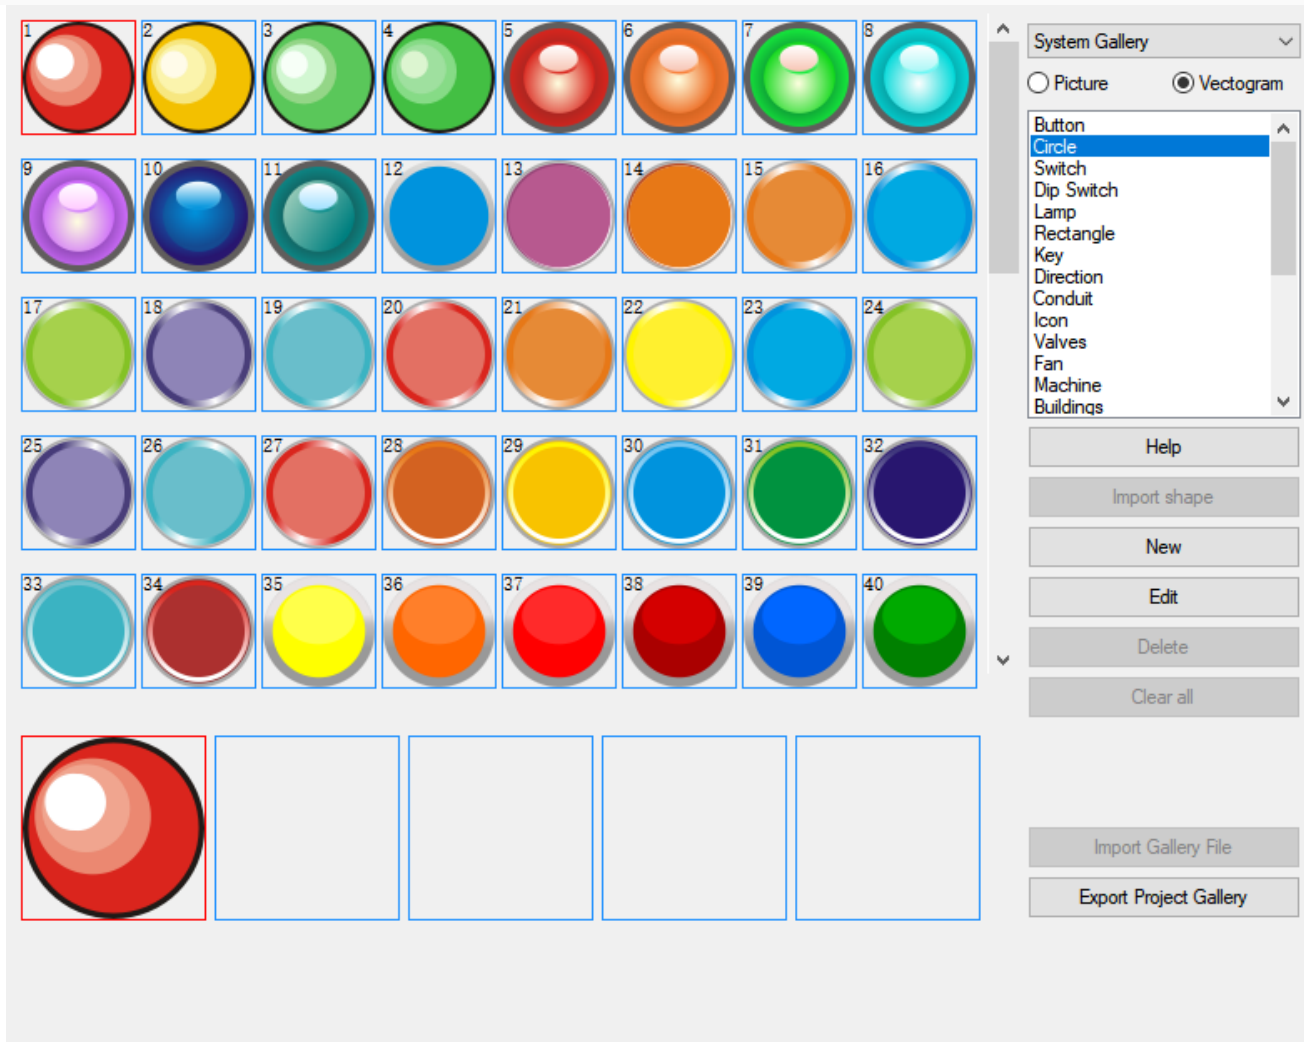 1 2 3 4 5 6 7 8
9 10 11 12 13 14 15 16
17 18 19 20 21 22 23 24
25 26 27 28 29 30 31 32
33 34 35 36 37 38 39 40
System Gallery
Picture Vectogram
Button
Circle
Switch
Dip Switch
Lamp
Rectangle
Key
Direction
Conduit
Icon
Valves
Fan
Machine
Buildings
Help
Import shape
New
Edit
Delete
Clear all
Import Gallery File
Export Project Gallery